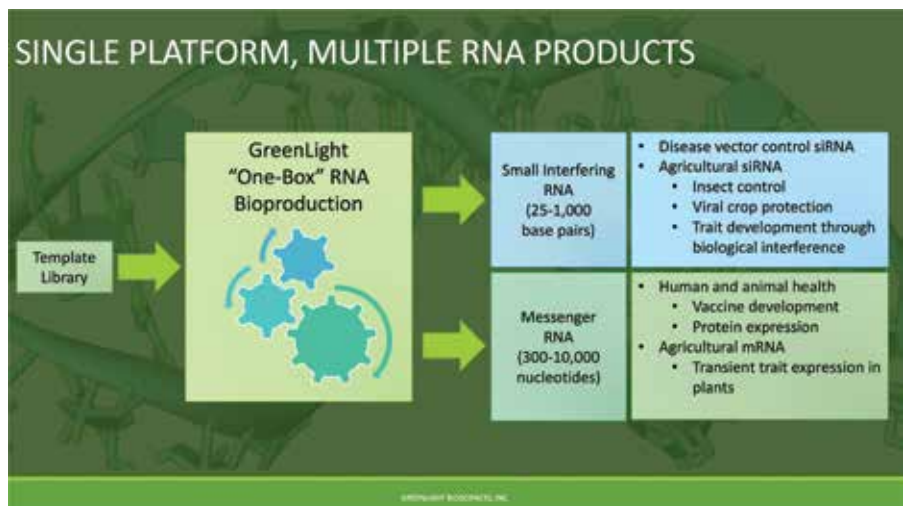 SINGLE PLATFORM, MULTIPLE RNA PRODUCTS
Template
Library
GreenLight
"One-Box" RNA
Bioproduction
Small Interfering
RNA
(25-1,000
base pairs)
• Disease vector control siRNA
• Agricultural siRNA
• Insect control
• Viral crop protection
• Trait development through
biological interference
Messenger
RNA
(300-10,000
nucleotides)
• Human and animal health
• Vaccine development
• Protein expression
• Agricultural mRNA
• Transient trait expression in
plants
GREENLIGHT BIOSCIENCES, INC